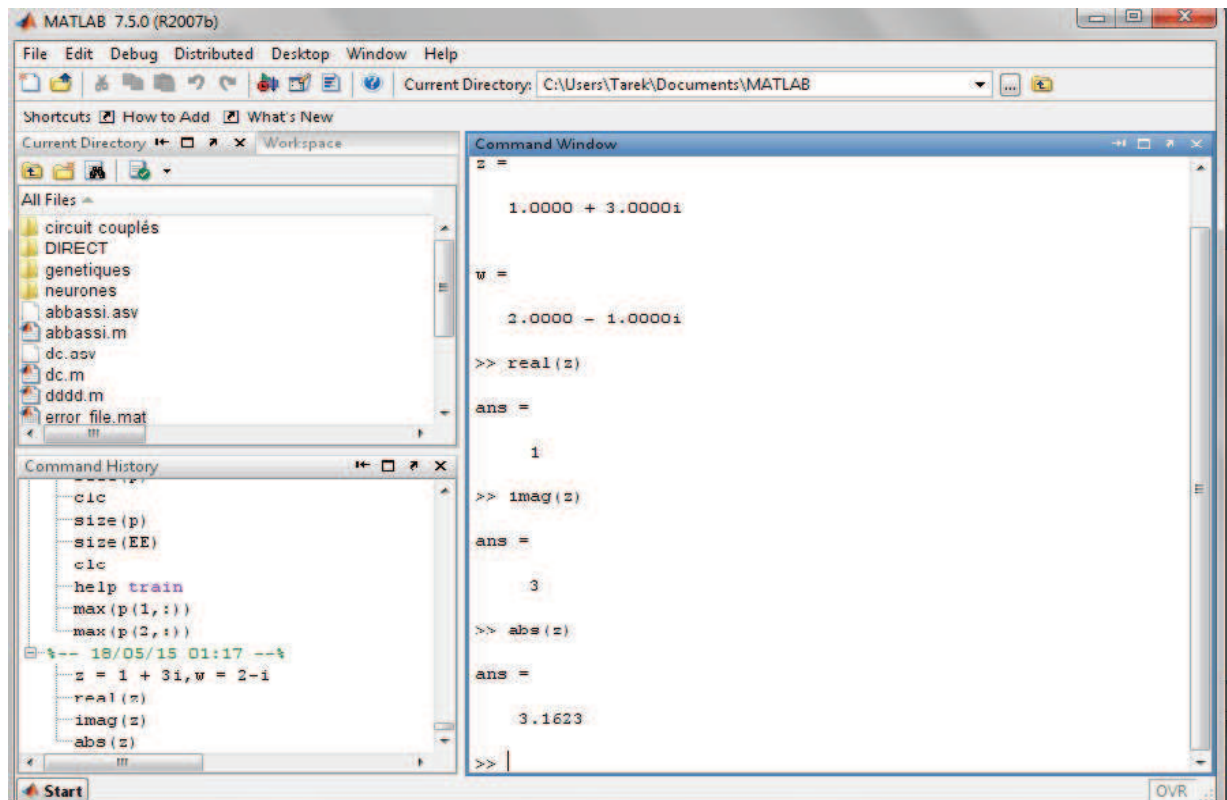 MATLAB 7.5.0 (R2007b)
File Edit Debug Distributed Desktop Window Help
Current Directory: C:\Users\Tarek\Documents\MATLAB
Shortcuts How to Add What's New
Current Directory Workspace
All Files
circuit couplés
DIRECT
genetiques
neurones
abbassi.asv
abbassi.m
dc.asv
dc.m
dddd.m
error_file.mat
Command History
clc
size(p)
size(EE)
clc
help train
max(p(1,:))
max(p(2,:))
%-- 18/05/15 01:17 --%
z = 1 + 3i,w = 2-i
real(z)
imag(z)
abs(z)
Command Window
z =
1.0000 + 3.0000i
w =
2.0000 - 1.0000i
>> real(z)
ans =
1
>> imag(z)
ans =
3
>> abs(z)
ans =
3.1623
>>
Start
OVR